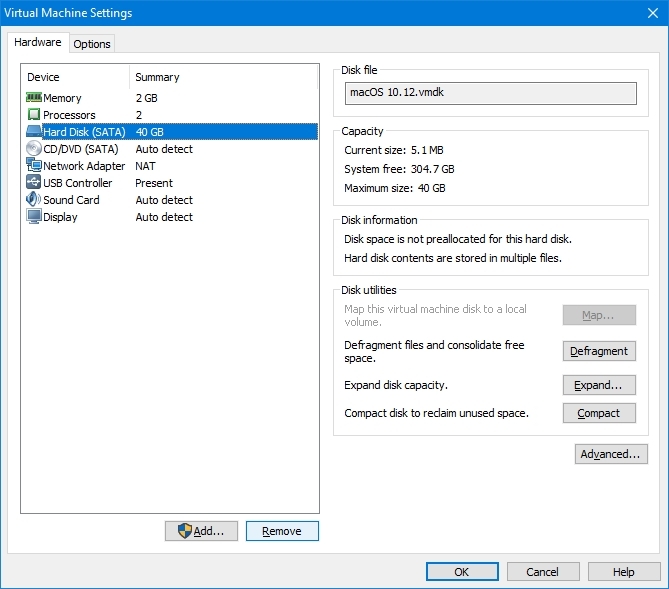 Virtual Machine Settings
Hardware Options
Device Summary
Memory 2 GB
Processors 2
Hard Disk (SATA) 40 GB
CD/DVD (SATA) Auto detect
Network Adapter NAT
USB Controller Present
Sound Card Auto detect
Display Auto detect
Add... Remove
Disk file
macOS 10.12.vmdk
Capacity
Current size: 5.1 MB
System free: 304.7 GB
Maximum size: 40 GB
Disk information
Disk space is not preallocated for this hard disk.
Hard disk contents are stored in multiple files.
Disk utilities
Map this virtual machine disk to a local
volume.
Map...
Defragment files and consolidate free
space.
Defragment
Expand disk capacity.
Expand...
Compact disk to reclaim unused space.
Compact
Advanced...
OK Cancel Help